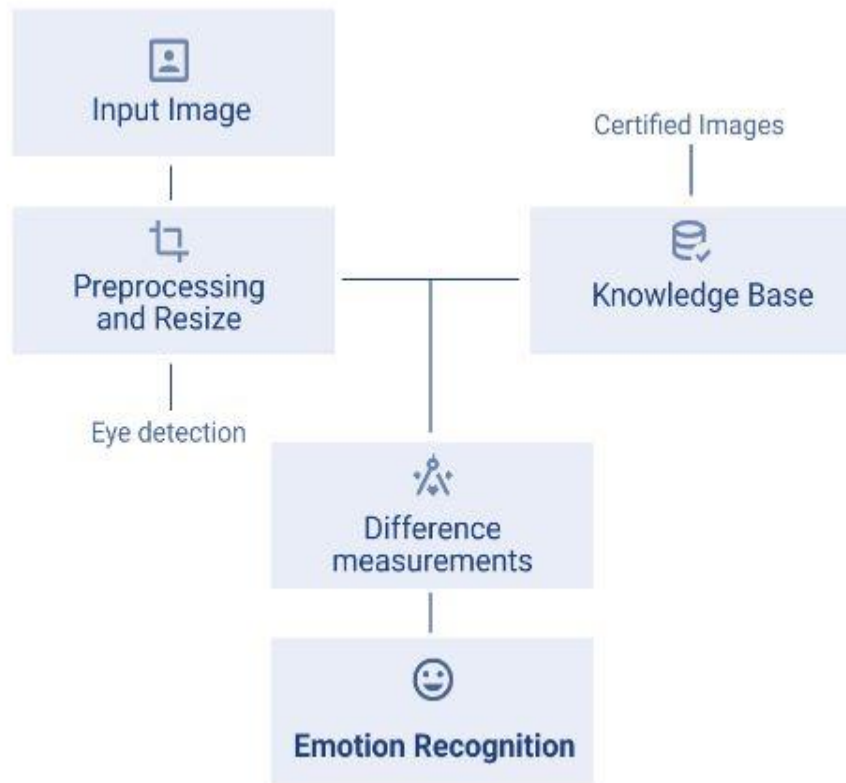 Input Image
Certified Images
Preprocessing
and Resize
Knowledge Base
Eye detection
Difference
measurements
Emotion Recognition